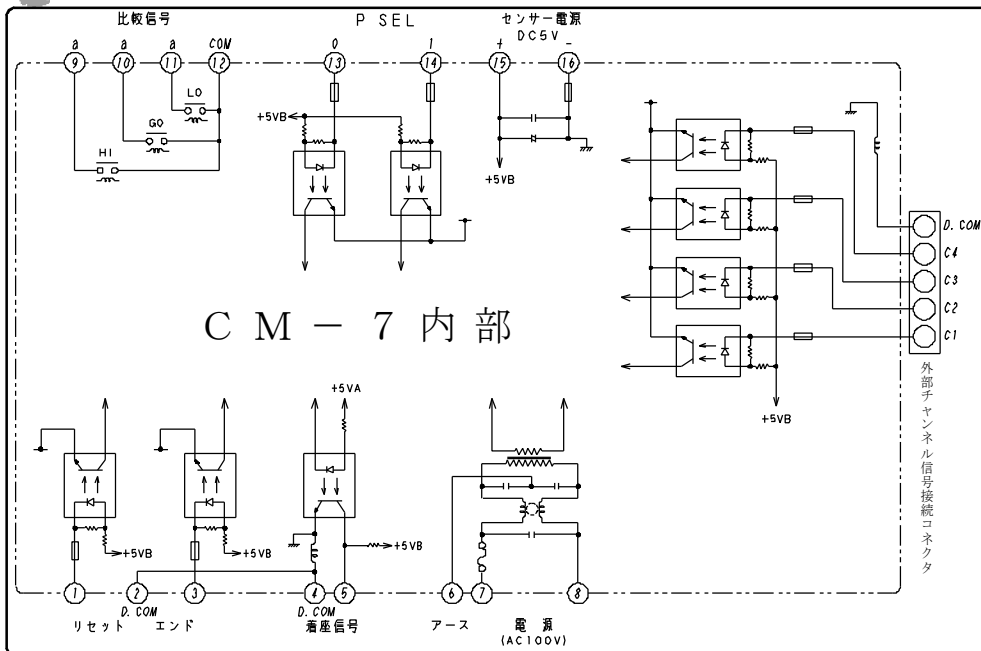 比較信号
P SEL
センサー電源
DC5V
a a a COM 0 1 + -
9 10 11 12 13 14 15 16
LO
GO
HI
+5VB
+5VB
D. COM
C4
C3
C2
C1
CM－7内部
外部チャンネル信号接続コネクタ
+5VB
+5VA
+5VB
+5VB
+5VB
1 2 3 4 5 6 7 8
D. COM
D. COM
リセット
エンド
着座信号
アース
電源
(AC100V)